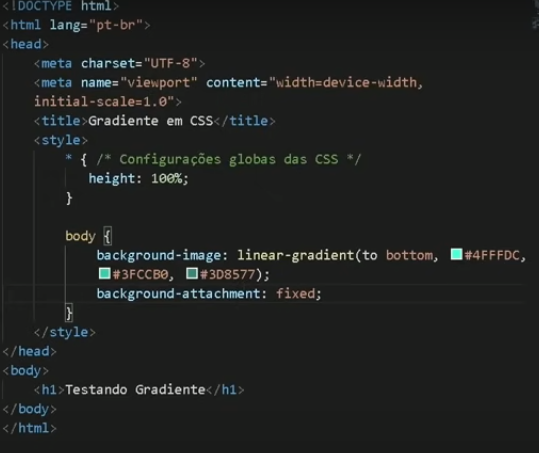 <!DOCTYPE html>
<html lang="pt-br">
<head>
<meta charset="UTF-8">
<meta name="viewport" content="width=device-width,
initial-scale=1.0">
<title>Gradiente em CSS</title>
<style>
* { /* Configurações globas das CSS */
height: 100%;
}
body {
background-image: linear-gradient(to bottom, #4FFFDC,
#3FCCB0, #3D8577);
background-attachment: fixed;
}
</style>
</head>
<body>
<h1>Testando Gradiente</h1>
</body>
</html>